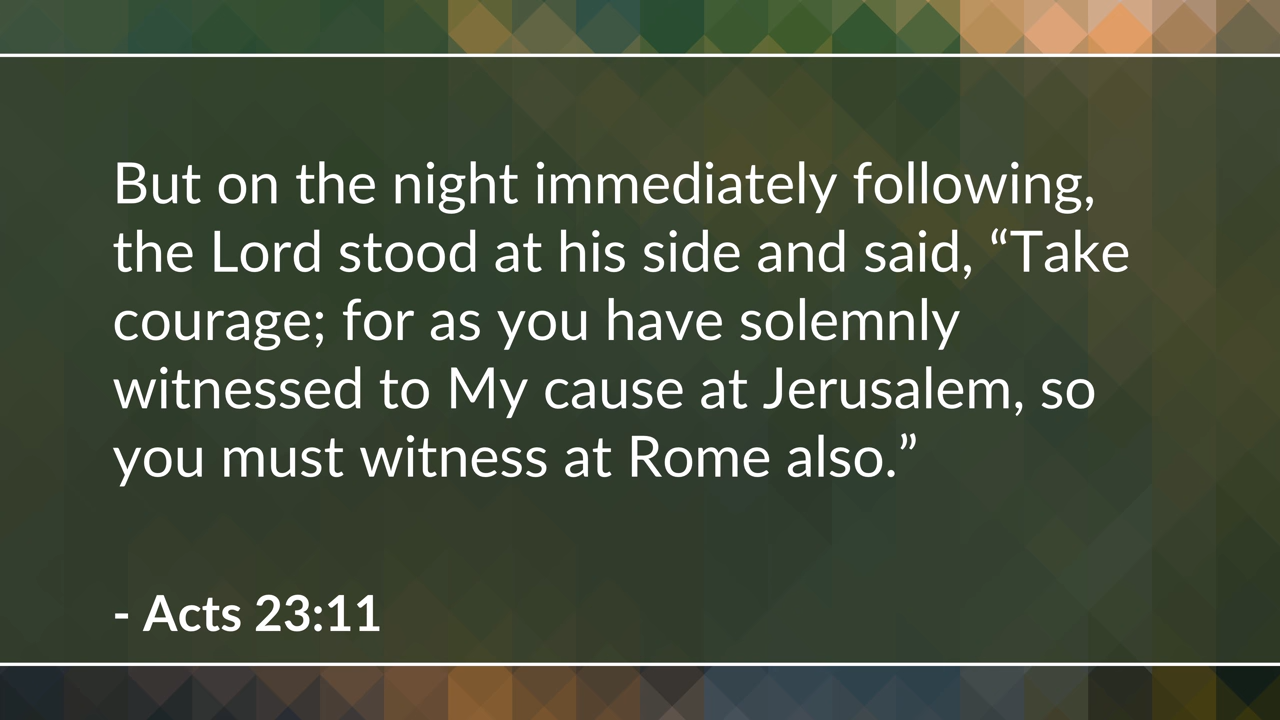 But on the night immediately following,
the Lord stood at his side and said, “Take
courage; for as you have solemnly
witnessed to My cause at Jerusalem, so
you must witness at Rome also.”
- Acts 23:11